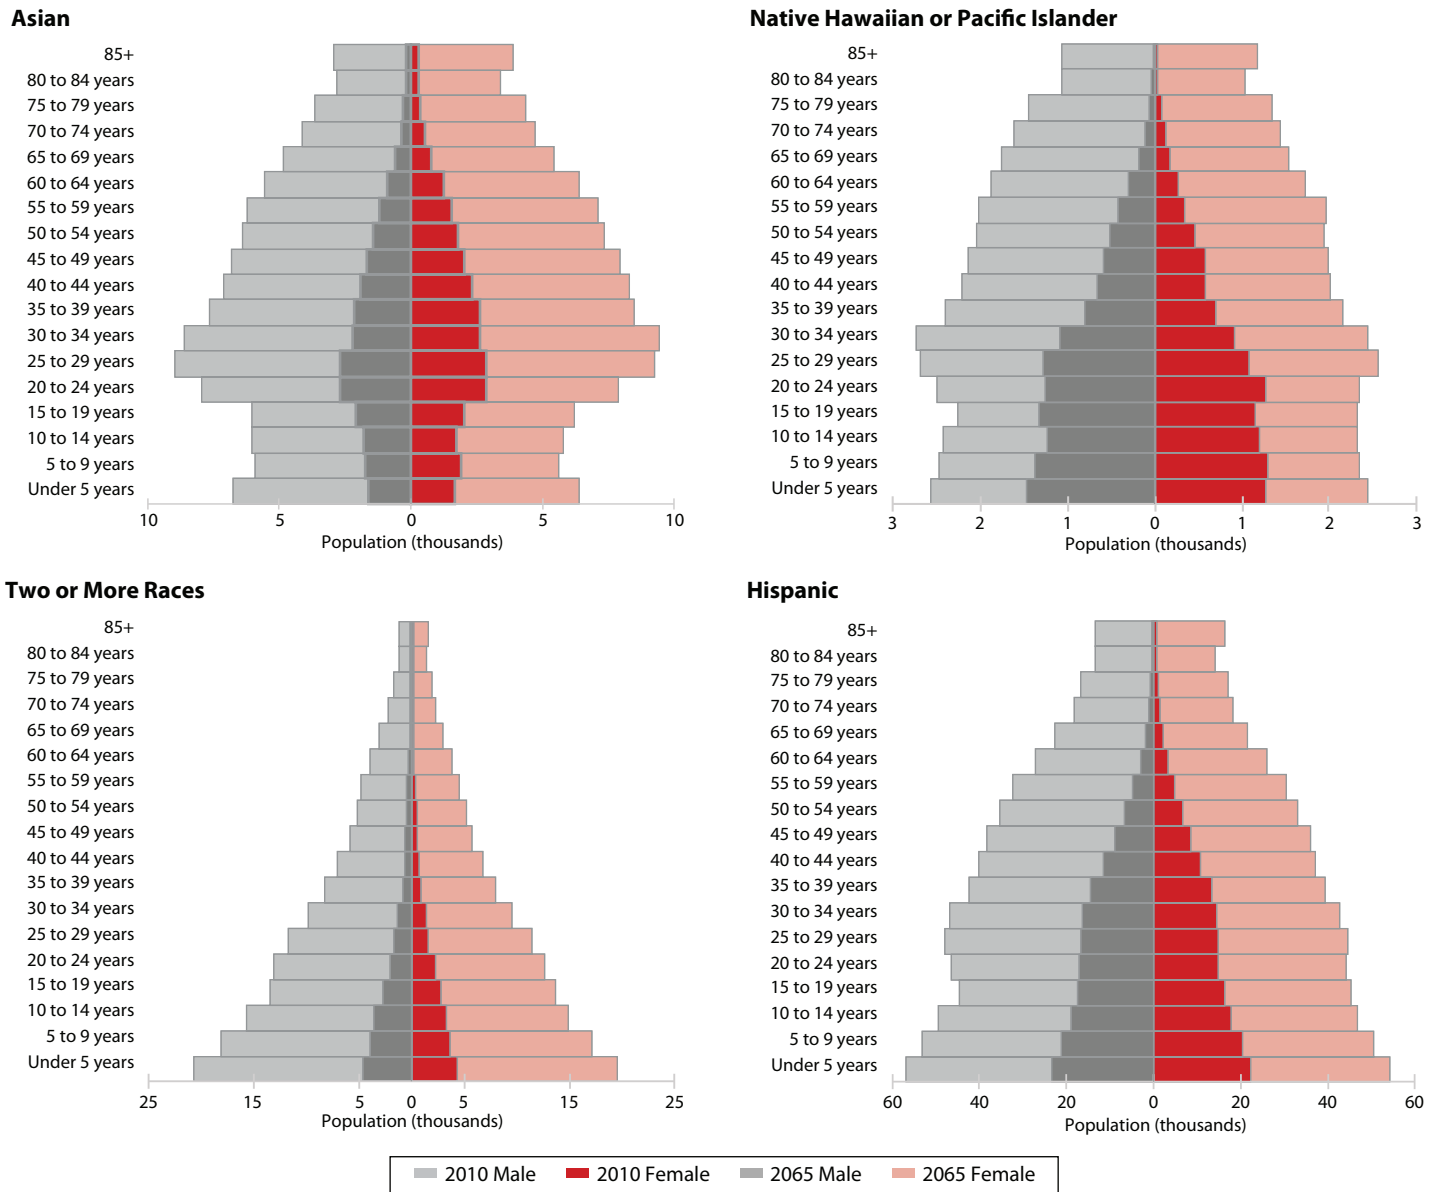 Asian
85+
80 to 84 years
75 to 79 years
70 to 74 years
65 to 69 years
60 to 64 years
55 to 59 years
50 to 54 years
45 to 49 years
40 to 44 years
35 to 39 years
30 to 34 years
25 to 29 years
20 to 24 years
15 to 19 years
10 to 14 years
5 to 9 years
Under 5 years
10 5 0 5 10
Population (thousands)
Native Hawaiian or Pacific Islander
85+
80 to 84 years
75 to 79 years
70 to 74 years
65 to 69 years
60 to 64 years
55 to 59 years
50 to 54 years
45 to 49 years
40 to 44 years
35 to 39 years
30 to 34 years
25 to 29 years
20 to 24 years
15 to 19 years
10 to 14 years
5 to 9 years
Under 5 years
3 2 1 0 1 2 3
Population (thousands)
Two or More Races
85+
80 to 84 years
75 to 79 years
70 to 74 years
65 to 69 years
60 to 64 years
55 to 59 years
50 to 54 years
45 to 49 years
40 to 44 years
35 to 39 years
30 to 34 years
25 to 29 years
20 to 24 years
15 to 19 years
10 to 14 years
5 to 9 years
Under 5 years
25 15 5 0 5 15 25
Population (thousands)
Hispanic
85+
80 to 84 years
75 to 79 years
70 to 74 years
65 to 69 years
60 to 64 years
55 to 59 years
50 to 54 years
45 to 49 years
40 to 44 years
35 to 39 years
30 to 34 years
25 to 29 years
20 to 24 years
15 to 19 years
10 to 14 years
5 to 9 years
Under 5 years
60 40 20 0 20 40 60
Population (thousands)
2010 Male 2010 Female 2065 Male 2065 Female